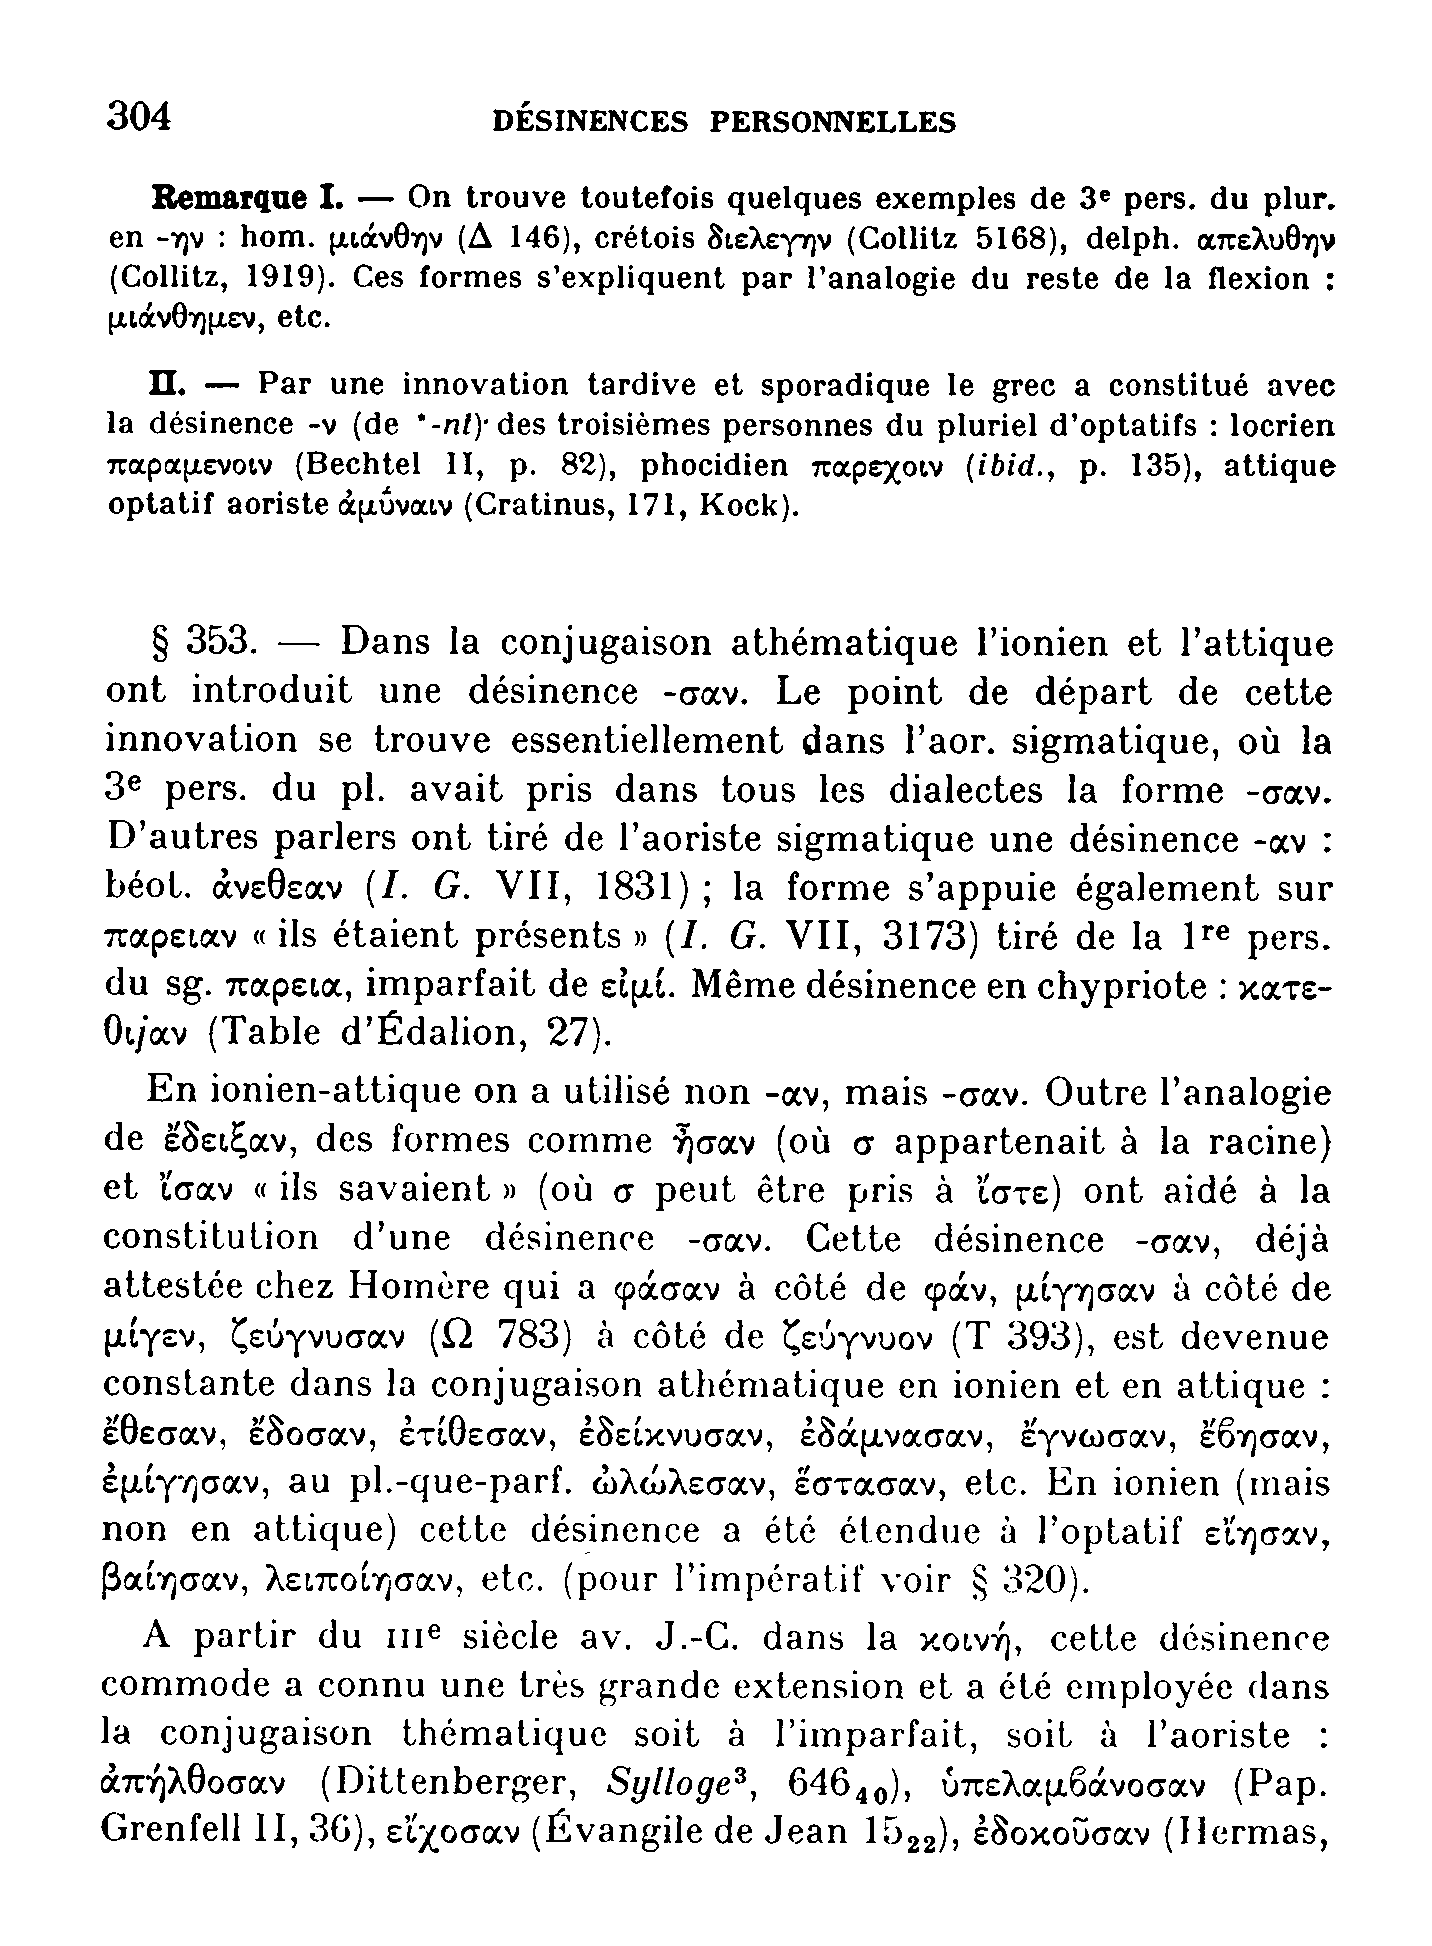 304 DÉSINENCES PERSONNELLES
Remarque I. — On trouve toutefois quelques exemples de 3ᵉ pers. du plur.
en -ην : hom. μιάνθην (Δ 146), crétois διελεγην (Collitz 5168), delph. απελυθην
(Collitz, 1919). Ces formes s’expliquent par l’analogie du reste de la flexion :
μιάνθημεν, etc.
II. — Par une innovation tardive et sporadique le grec a constitué avec
la désinence -ν (de *-nt) des troisièmes personnes du pluriel d’optatifs : locrien
παραμενοιν (Bechtel II, p. 82), phocidien παρεχοιν (ibid., p. 135), attique
optatif aoriste ἀμύναιν (Cratinus, 171, Kock).
§ 353. — Dans la conjugaison athématique l’ionien et l’attique
ont introduit une désinence -σαν. Le point de départ de cette
innovation se trouve essentiellement dans l’aor. sigmatique, où la
3ᵉ pers. du pl. avait pris dans tous les dialectes la forme -σαν.
D’autres parlers ont tiré de l’aoriste sigmatique une désinence -αν :
béot. ἀνεθεαν (I. G. VII, 1831) ; la forme s’appuie également sur
παρειαν « ils étaient présents » (I. G. VII, 3173) tiré de la 1ʳᵉ pers.
du sg. παρεια, imparfait de εἰμί. Même désinence en chypriote : κατε-
θιjαν (Table d’Édalion, 27).
En ionien-attique on a utilisé non -αν, mais -σαν. Outre l’analogie
de ἔδειξαν, des formes comme ἦσαν (où σ appartenait à la racine)
et ἴσαν « ils savaient » (où σ peut être pris à ἴστε) ont aidé à la
constitution d’une désinence -σαν. Cette désinence -σαν, déjà
attestée chez Homère qui a φάσαν à côté de φάν, μίγησαν à côté de
μίγεν, ζεύγνυσαν (Ω 783) à côté de ζεύγνυον (Τ 393), est devenue
constante dans la conjugaison athématique en ionien et en attique :
ἔθεσαν, ἔδοσαν, ἐτίθεσαν, ἐδείκνυσαν, ἐδάμνασαν, ἔγνωσαν, ἔϐησαν,
ἐμίγησαν, au pl.-que-parf. ὠλώλεσαν, ἕστασαν, etc. En ionien (mais
non en attique) cette désinence a été étendue à l’optatif εἴησαν,
βαίησαν, λειποίησαν, etc. (pour l’impératif voir § 320).
A partir du IIIᵉ siècle av. J.-C. dans la κοινή, cette désinence
commode a connu une très grande extension et a été employée dans
la conjugaison thématique soit à l’imparfait, soit à l’aoriste :
ἀπήλθοσαν (Dittenberger, Sylloge³, 646₄₀), ὑπελαμϐάνοσαν (Pap.
Grenfell II, 36), εἴχοσαν (Évangile de Jean 15₂₂), ἐδοκοῦσαν (Hermas,